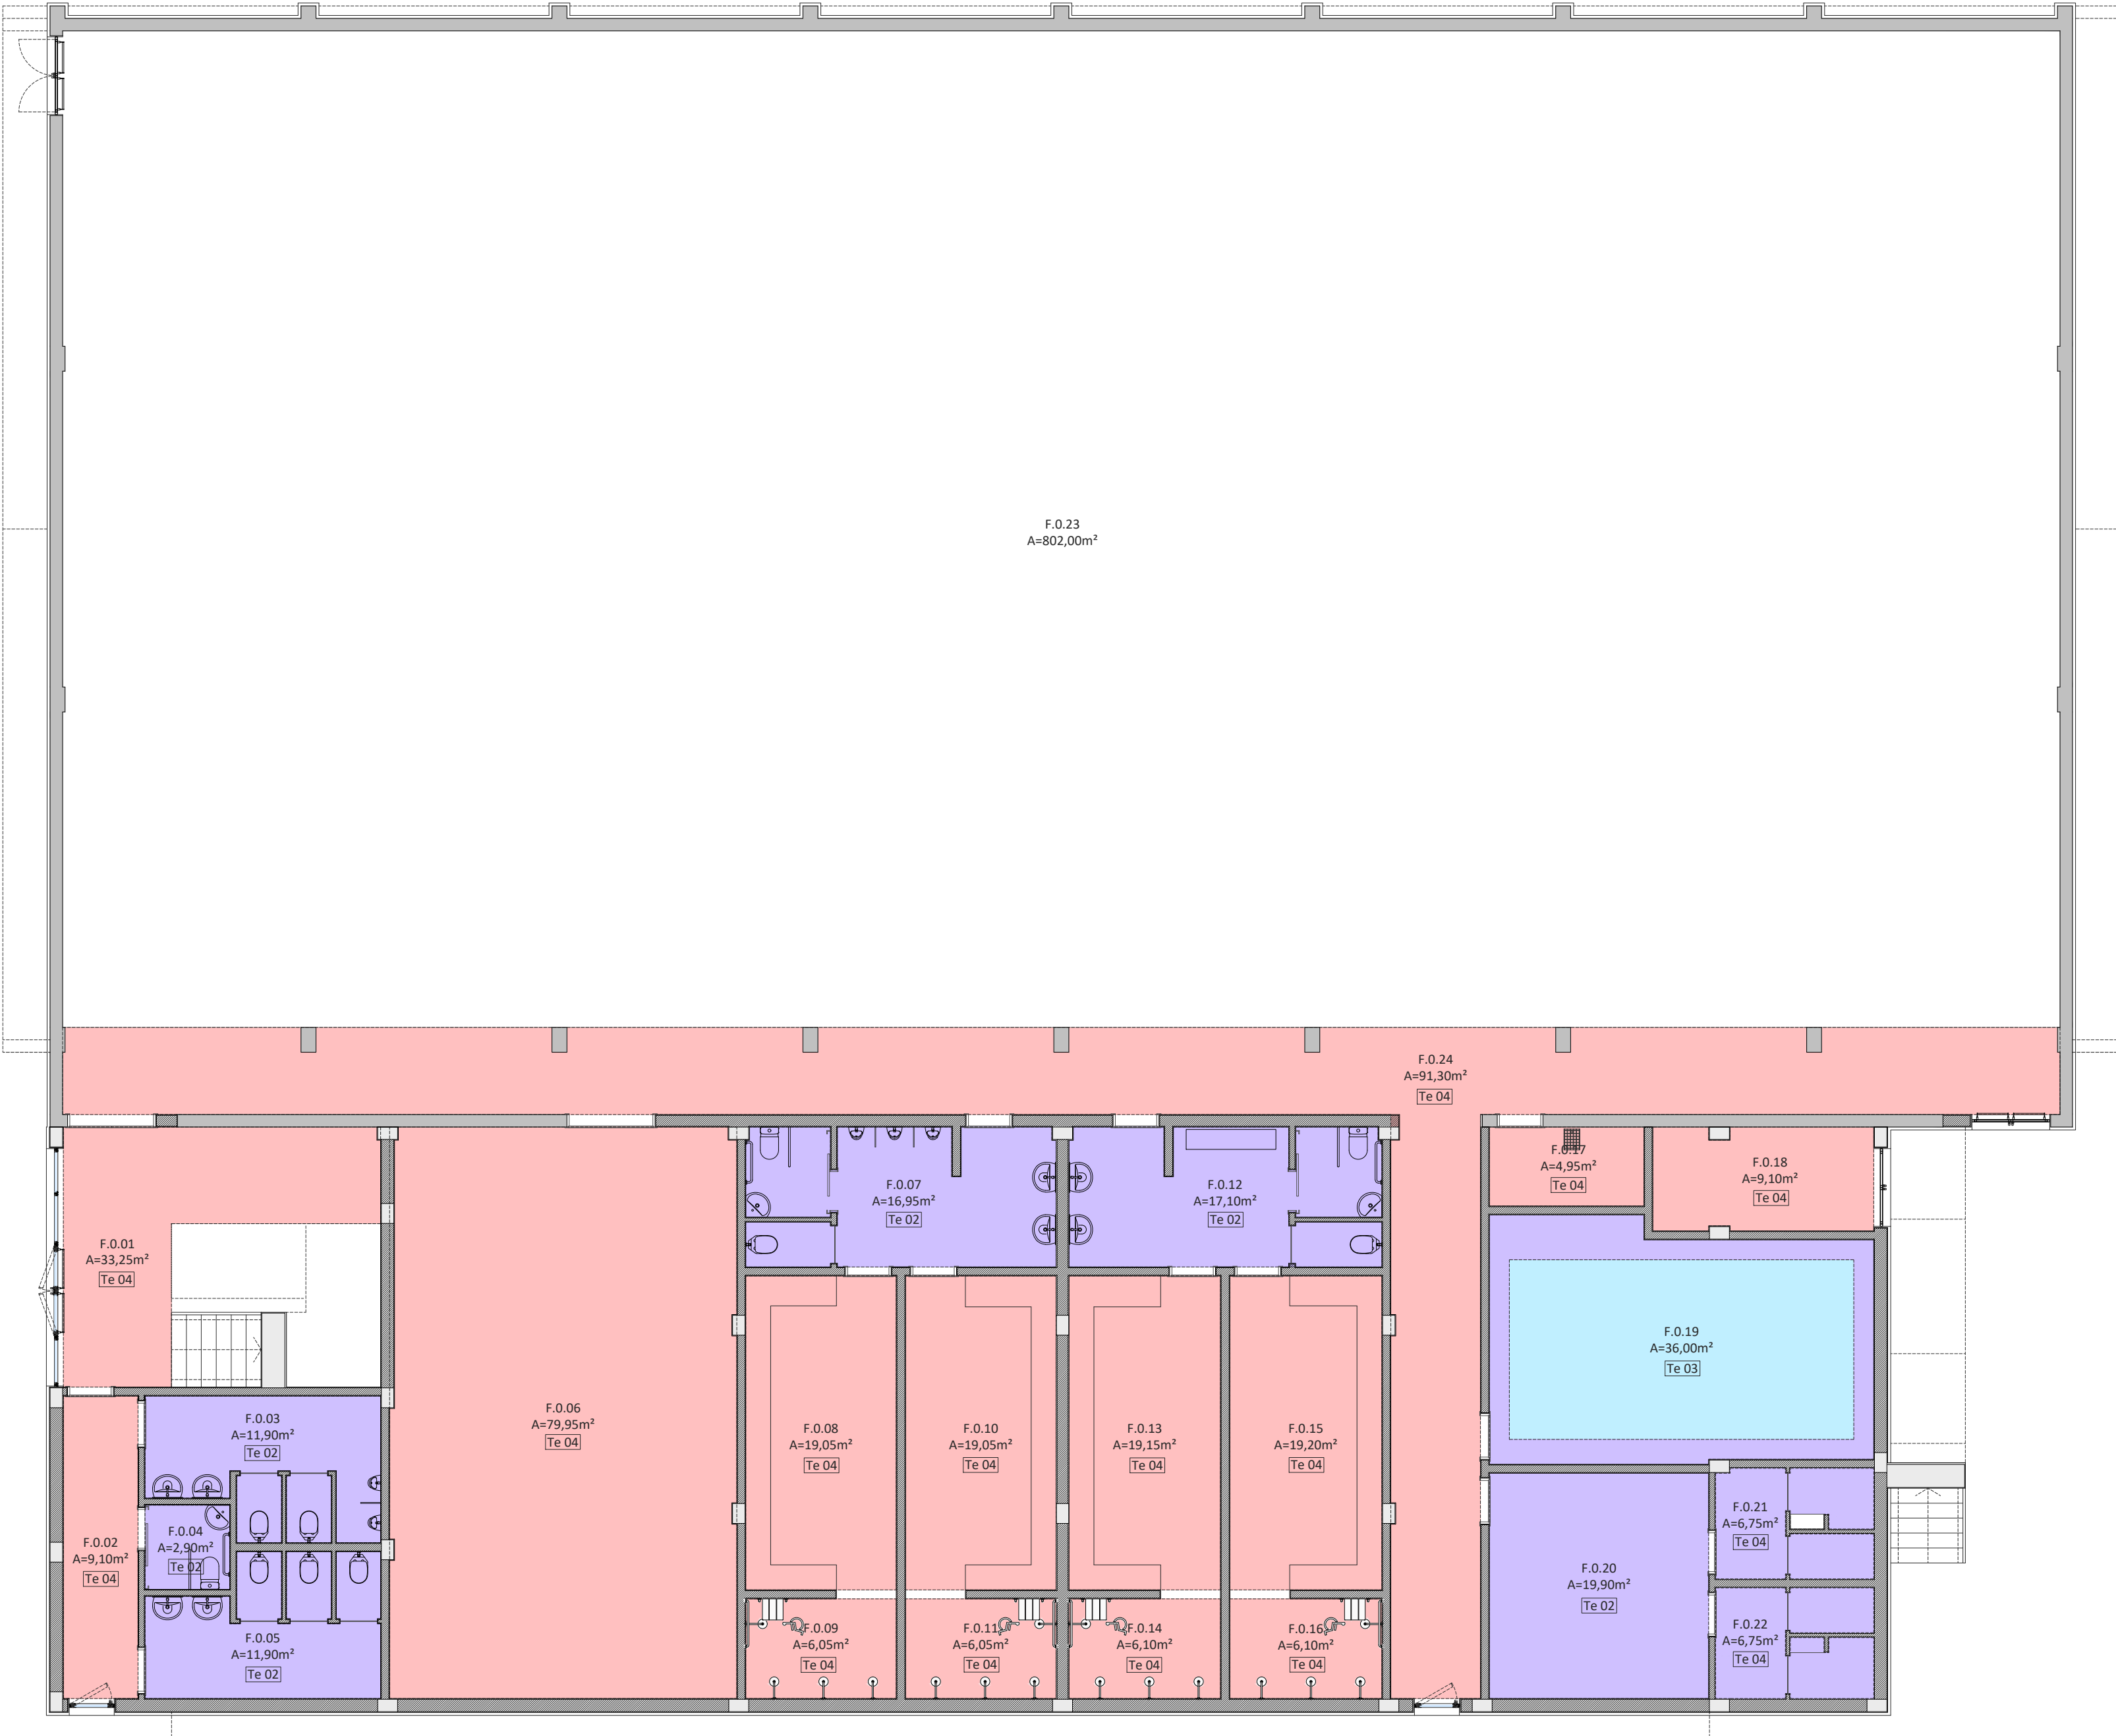 F.0.23
A=802,00m²
F.0.24
A=91,30m²
Te 04
F.0.01
A=33,25m²
Te 04
F.0.02
A=9,10m²
Te 04
F.0.03
A=11,90m²
Te 02
F.0.04
A=2,90m²
Te 02
F.0.05
A=11,90m²
Te 02
F.0.06
A=79,95m²
Te 04
F.0.07
A=16,95m²
Te 02
F.0.08
A=19,05m²
Te 04
F.0.09
A=6,05m²
Te 04
F.0.10
A=19,05m²
Te 04
F.0.11
A=6,05m²
Te 04
F.0.12
A=17,10m²
Te 02
F.0.13
A=19,15m²
Te 04
F.0.14
A=6,10m²
Te 04
F.0.15
A=19,20m²
Te 04
F.0.16
A=6,10m²
Te 04
F.0.17
A=4,95m²
Te 04
F.0.18
A=9,10m²
Te 04
F.0.19
A=36,00m²
Te 03
F.0.20
A=19,90m²
Te 02
F.0.21
A=6,75m²
Te 04
F.0.22
A=6,75m²
Te 04